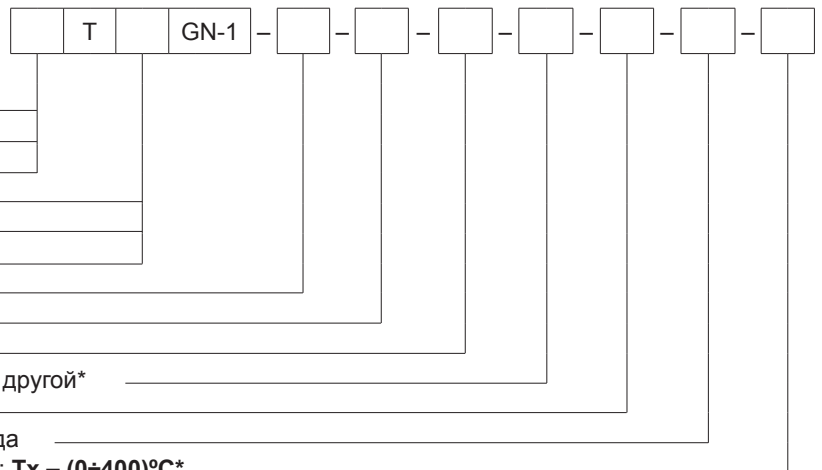 T GN-1 – – – – – –
другой*
да
: Tx – (0÷400)ºC*